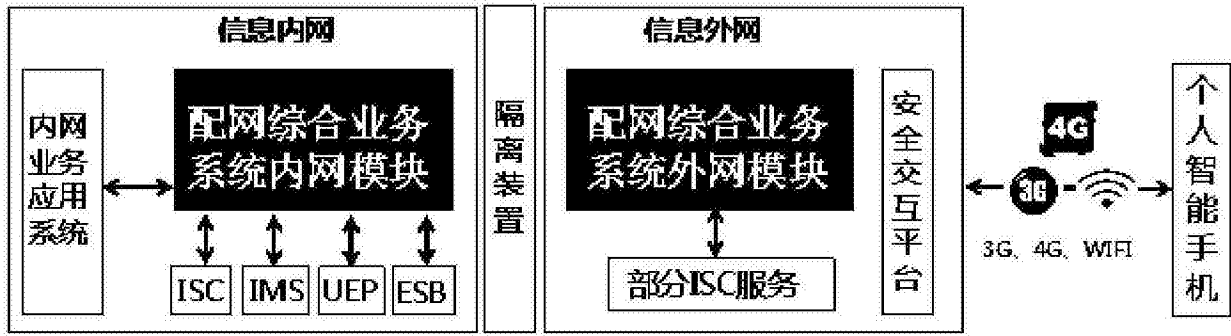 信息内网
内网
业务
应用
系统
配网综合业务
系统内网模块
ISC
IMS
UEP
ESB
隔离装置
信息外网
配网综合业务
系统外网模块
部分ISC服务
安全交互平台
4G
3G
3G、4G、WIFI
个人智能手机